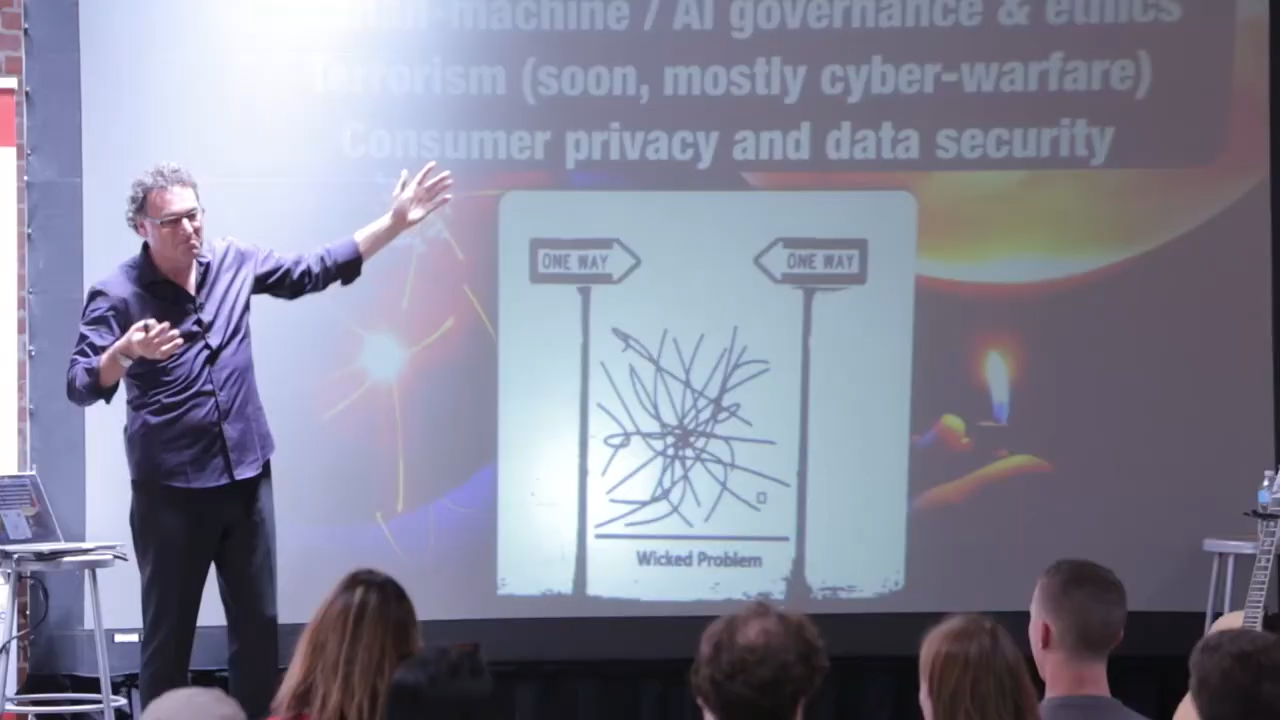 machine / AI governance & ethics
Terrorism (soon, mostly cyber-warfare)
Consumer privacy and data security
ONE WAY
ONE WAY
Wicked Problem